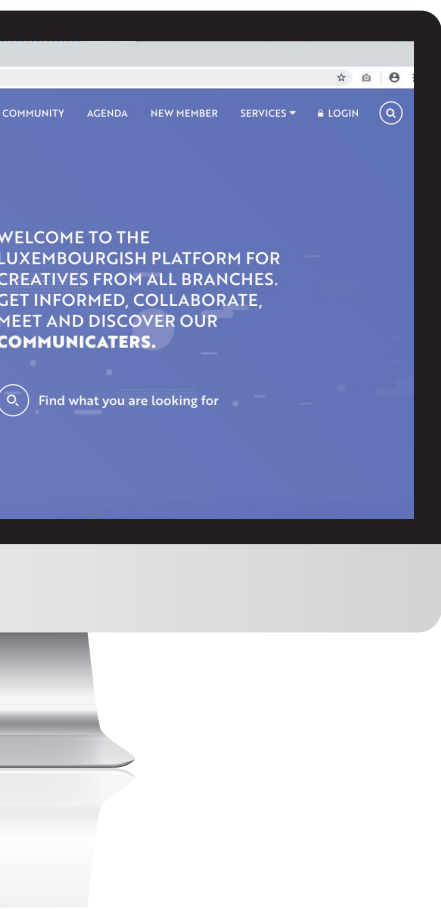 COMMUNITY AGENDA NEW MEMBER SERVICES LOGIN
WELCOME TO THE
LUXEMBOURGISH PLATFORM FOR
CREATIVES FROM ALL BRANCHES.
GET INFORMED, COLLABORATE,
MEET AND DISCOVER OUR
COMMUNICATERS.
Find what you are looking for